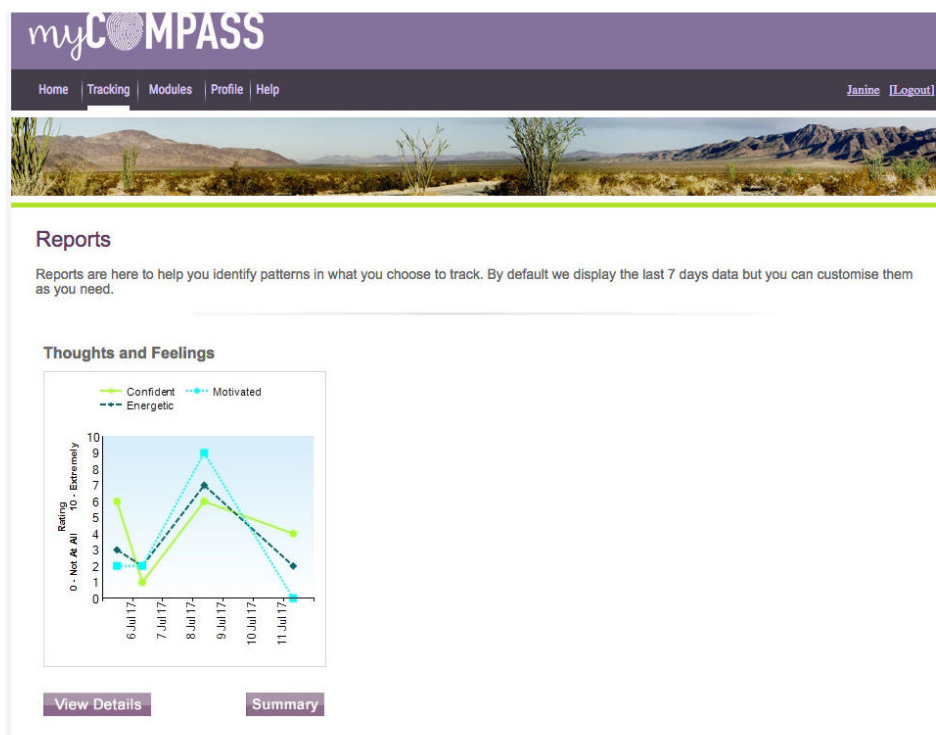 myCOMPASS
Home Tracking Modules Profile Help Janine [Logout]
Reports
Reports are here to help you identify patterns in what you choose to track. By default we display the last 7 days data but you can customise them
as you need.
Thoughts and Feelings
Confident Motivated
Energetic
10
9
8
7
6
5
4
3
2
1
0
Rating
0 - Not At All 10 - Extremely
6 Jul 17
7 Jul 17
8 Jul 17
9 Jul 17
10 Jul 17
11 Jul 17
View Details Summary